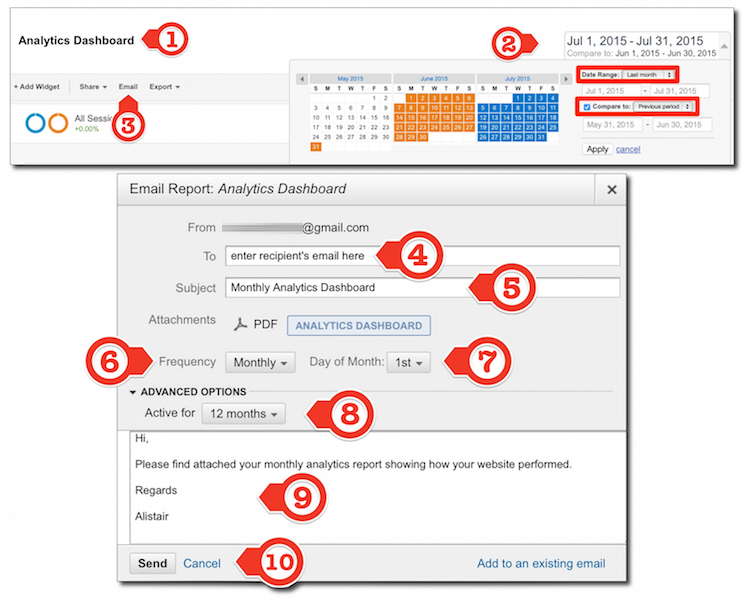 Analytics Dashboard
1
2
Jul 1, 2015 - Jul 31, 2015
Compare to: Jun 1, 2015 - Jun 30, 2015
+ Add Widget Share Email Export
3
All Sessi
+0.00%
May 2015 June 2015 July 2015
S M T W T F S S M T W T F S S M T W T F S
1 2 1 2 3 4 5 6 1 2 3 4
3 4 5 6 7 8 9 7 8 9 10 11 12 13 5 6 7 8 9 10 11
10 11 12 13 14 15 16 14 15 16 17 18 19 20 12 13 14 15 16 17 18
17 18 19 20 21 22 23 21 22 23 24 25 26 27 19 20 21 22 23 24 25
24 25 26 27 28 29 30 28 29 30 26 27 28 29 30 31
31
Date Range: Last month
Jul 1, 2015 - Jul 31, 2015
Compare to: Previous period
May 31, 2015 - Jun 30, 2015
Apply cancel
Email Report: Analytics Dashboard
From @gmail.com
To enter recipient's email here 4
Subject Monthly Analytics Dashboard 5
Attachments PDF ANALYTICS DASHBOARD
6 Frequency Monthly Day of Month: 1st 7
ADVANCED OPTIONS
Active for 12 months 8
Hi,
Please find attached your monthly analytics report showing how your website performed.
Regards
9
Alistair
Send Cancel 10 Add to an existing email